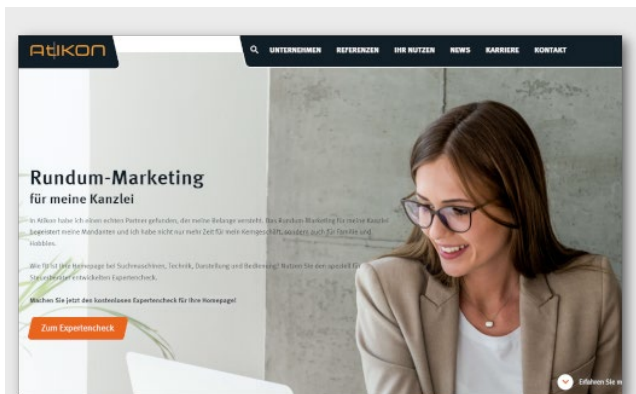 ATIKON
UNTERNEHMEN REFERENZEN IHR NUTZEN NEWS KARRIERE KONTAKT
Rundum-Marketing
für meine Kanzlei
In Atikon habe ich einen echten Partner gefunden, der meine Belange versteht. Das Rundum-Marketing für meine Kanzlei
begeistert meine Mandanten und ich habe nicht nur mehr Zeit für mein Kerngeschäft, sondern auch für Familie und
Hobbies.
Wie fit ist Ihre Homepage bei Suchmaschinen, Technik, Darstellung und Bedienung? Nutzen Sie den speziell für
Steuerberater entwickelten Expertencheck.
Machen Sie jetzt den kostenlosen Expertencheck für Ihre Homepage!
Zum Expertencheck
Erfahren Sie m